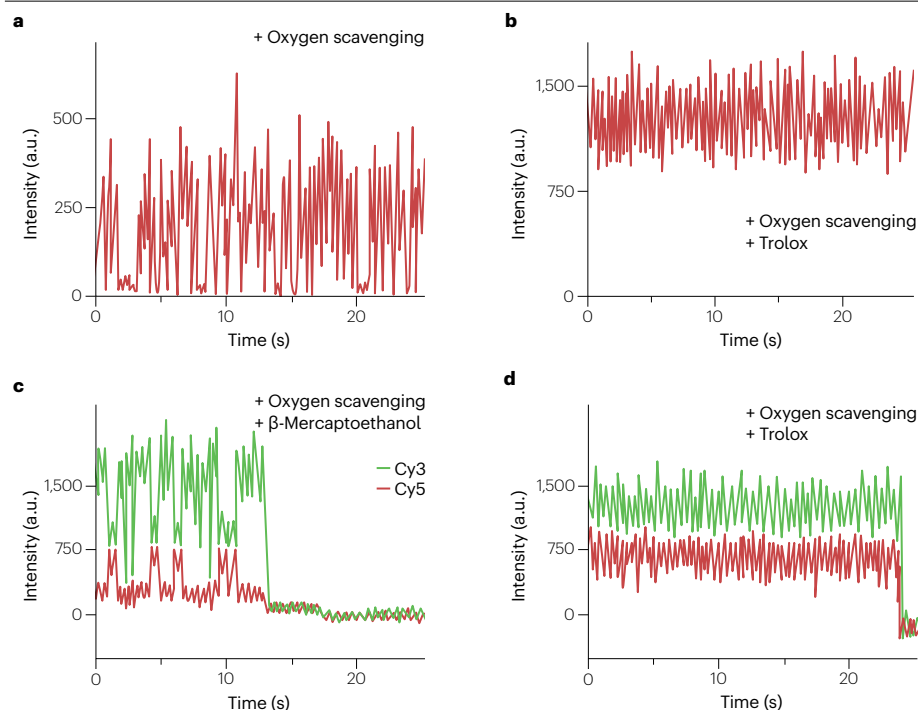 a
+ Oxygen scavenging
500
250
0
Intensity (a.u.)
0
10
20
Time (s)
b
1,500
750
0
Intensity (a.u.)
+ Oxygen scavenging
+ Trolox
0
10
20
Time (s)
c
+ Oxygen scavenging
+ β-Mercaptoethanol
Cy3
Cy5
1,500
750
0
Intensity (a.u.)
0
10
20
Time (s)
d
+ Oxygen scavenging
+ Trolox
1,500
750
0
Intensity (a.u.)
0
10
20
Time (s)